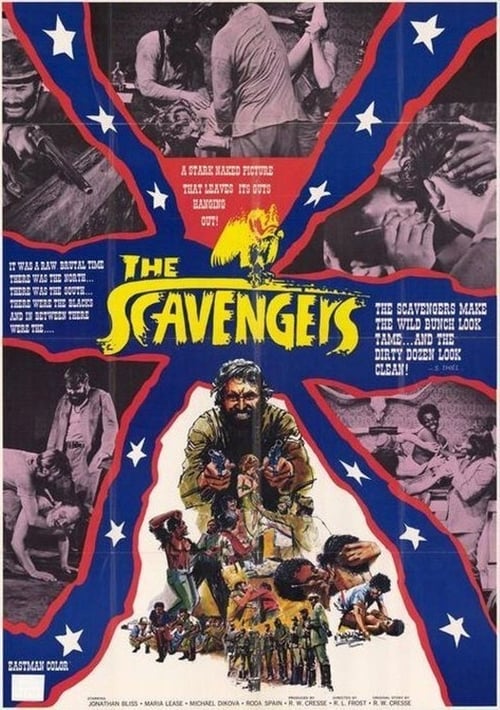 A STARK NAKED PICTURE
THAT LEAVES ITS GUTS
HANGING
OUT!
IT WAS A RAW BRUTAL TIME
THERE WAS THE NORTH...
THERE WAS THE SOUTH...
THERE WERE THE BLACKS
AND IN BETWEEN THERE
WERE THE....
THE
SCAVENGERS
THE SCAVENGERS MAKE
THE WILD BUNCH LOOK
TAME...AND THE
DIRTY DOZEN LOOK
CLEAN!
EASTMAN COLOR
STARRING
JONATHAN BLISS • MARIA LEASE • MICHAEL DIKOVA • RODA SPAIN •
PRODUCED BY
R. W. CRESSE •
DIRECTED BY
R. L. FROST •
ORIGINAL STORY BY
R. W. CRESSE